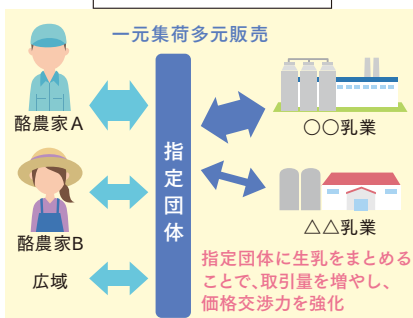 一元集荷多元販売
酪農家A
指定団体
〇〇乳業
酪農家B
△△乳業
広域
指定団体に生乳をまとめる
ことで、取引量を増やし、
価格交渉力を強化